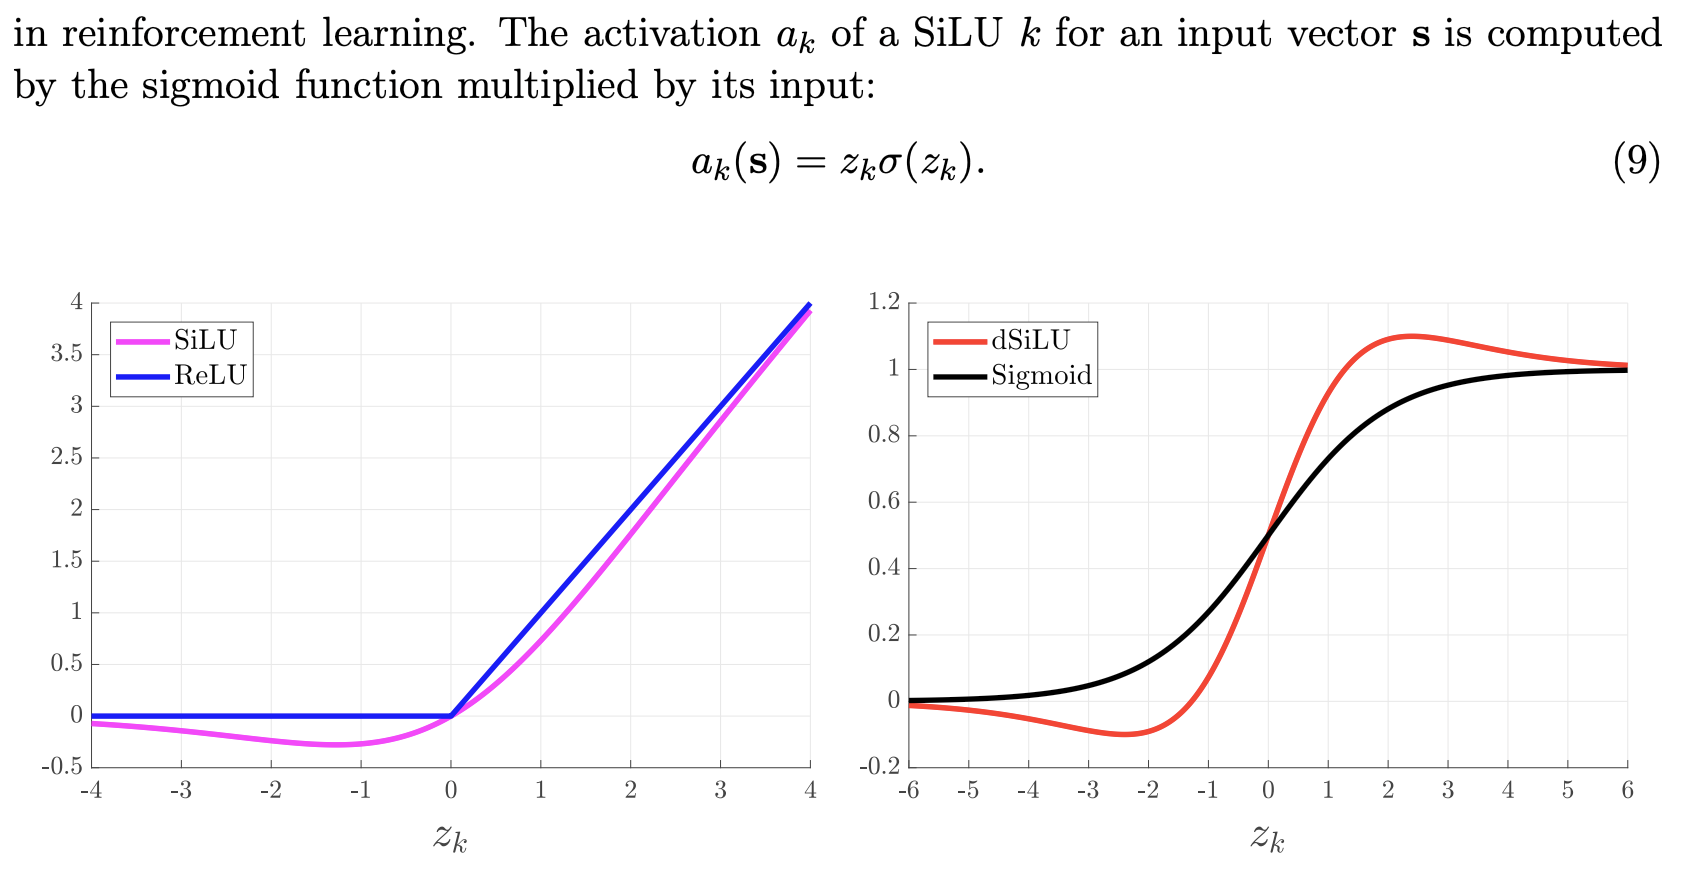 in reinforcement learning. The activation a_k of a SiLU k for an input vector s is computed
by the sigmoid function multiplied by its input:
a_k(s) = z_kσ(z_k). (9)
4
3.5
3
2.5
2
1.5
1
0.5
0
-0.5
SiLU
ReLU
-4 -3 -2 -1 0 1 2 3 4
z_k
1.2
1
0.8
0.6
0.4
0.2
0
-0.2
dSiLU
Sigmoid
-6 -5 -4 -3 -2 -1 0 1 2 3 4 5 6
z_k